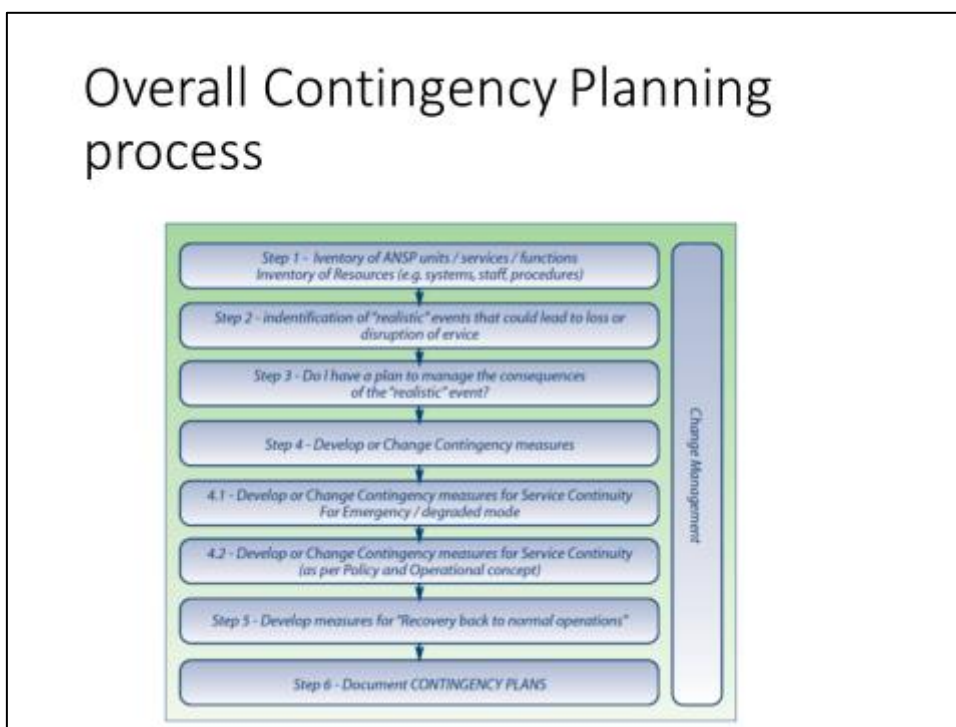 Overall Contingency Planning
process
Step 1 - Iventory of ANSP units / services / functions
Inventory of Resources (e.g. systems, staff, procedures)
Step 2 - indentification of "realistic" events that could lead to loss or
disruption of ervice
Step 3 - Do I have a plan to manage the consequences
of the "realistic" event?
Step 4 - Develop or Change Contingency measures
4.1 - Develop or Change Contingency measures for Service Continuity
For Emergency / degraded mode
4.2 - Develop or Change Contingency measures for Service Continuity
(as per Policy and Operational concept)
Step 5 - Develop measures for "Recovery back to normal operations"
Step 6 - Document CONTINGENCY PLANS
Change Management